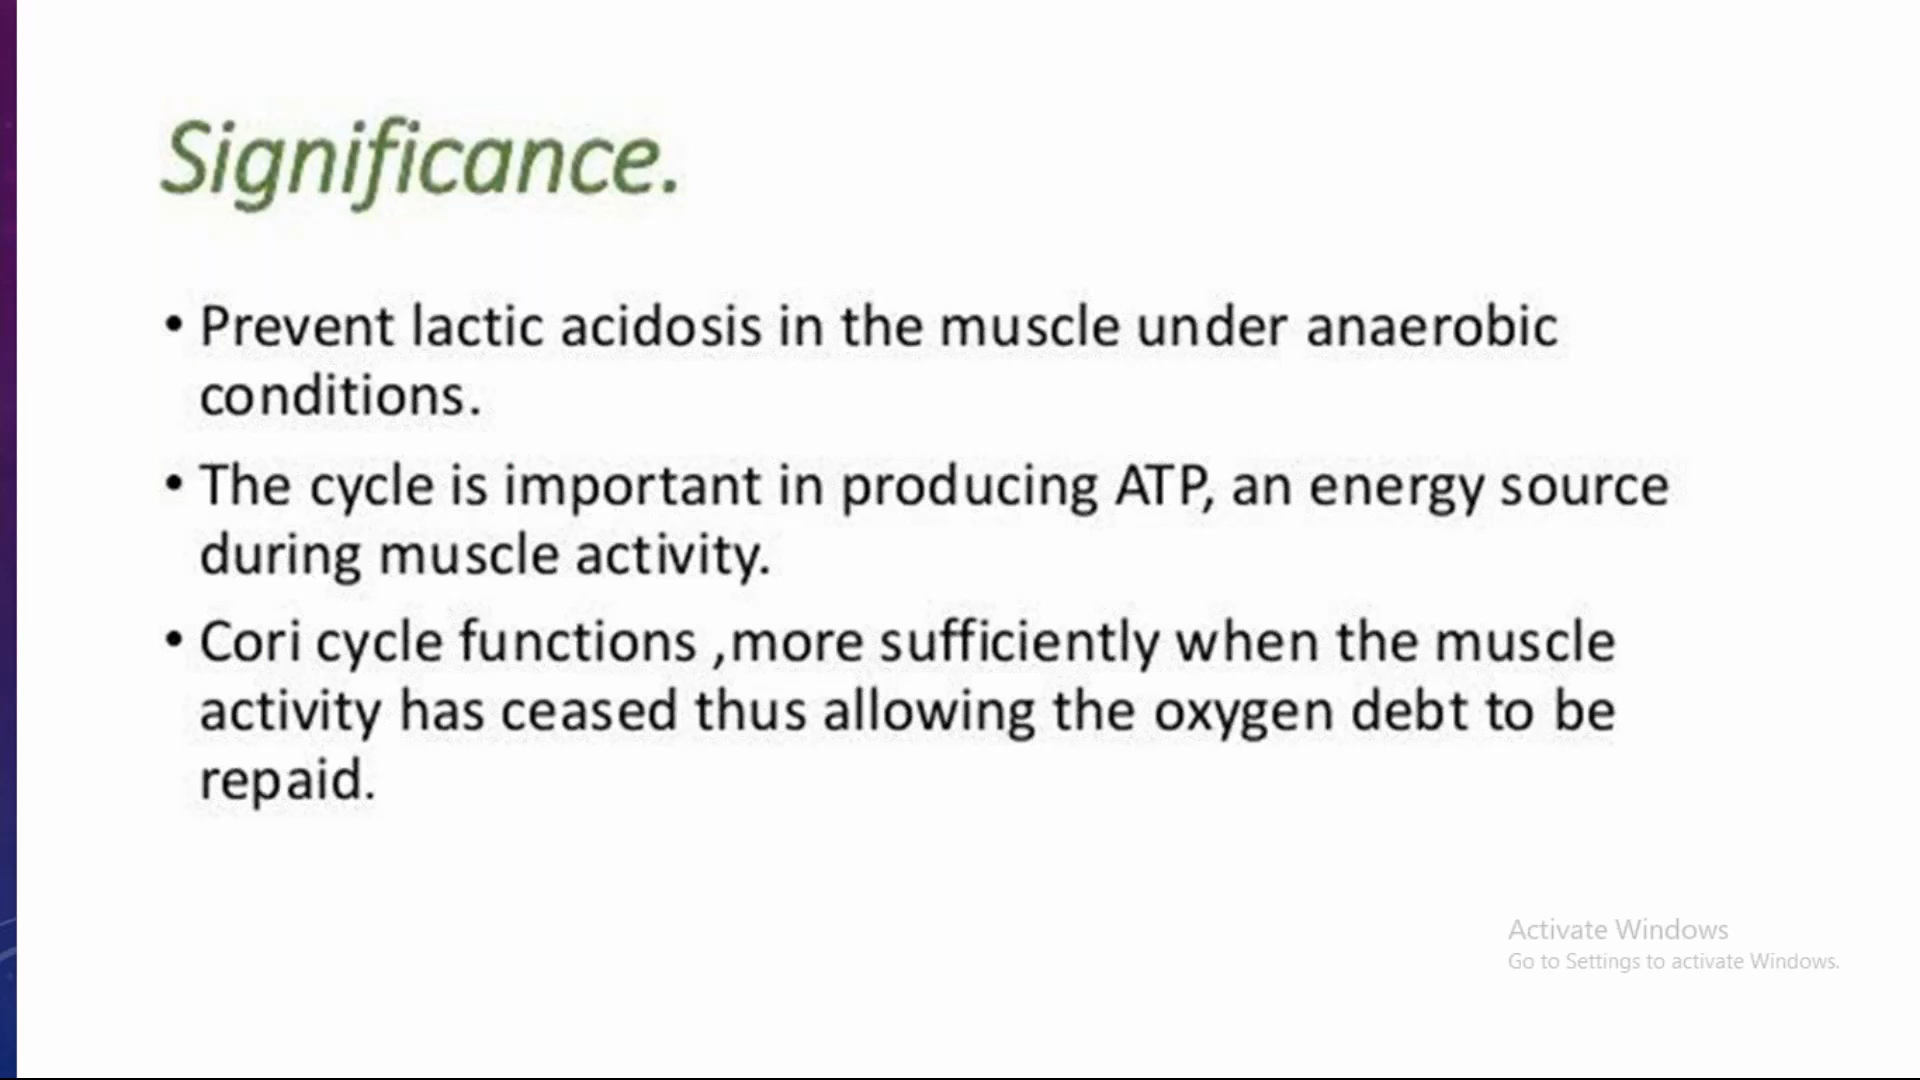 Significance.
• Prevent lactic acidosis in the muscle under anaerobic
conditions.
• The cycle is important in producing ATP, an energy source
during muscle activity.
• Cori cycle functions ,more sufficiently when the muscle
activity has ceased thus allowing the oxygen debt to be
repaid.
Activate Windows
Go to Settings to activate Windows.